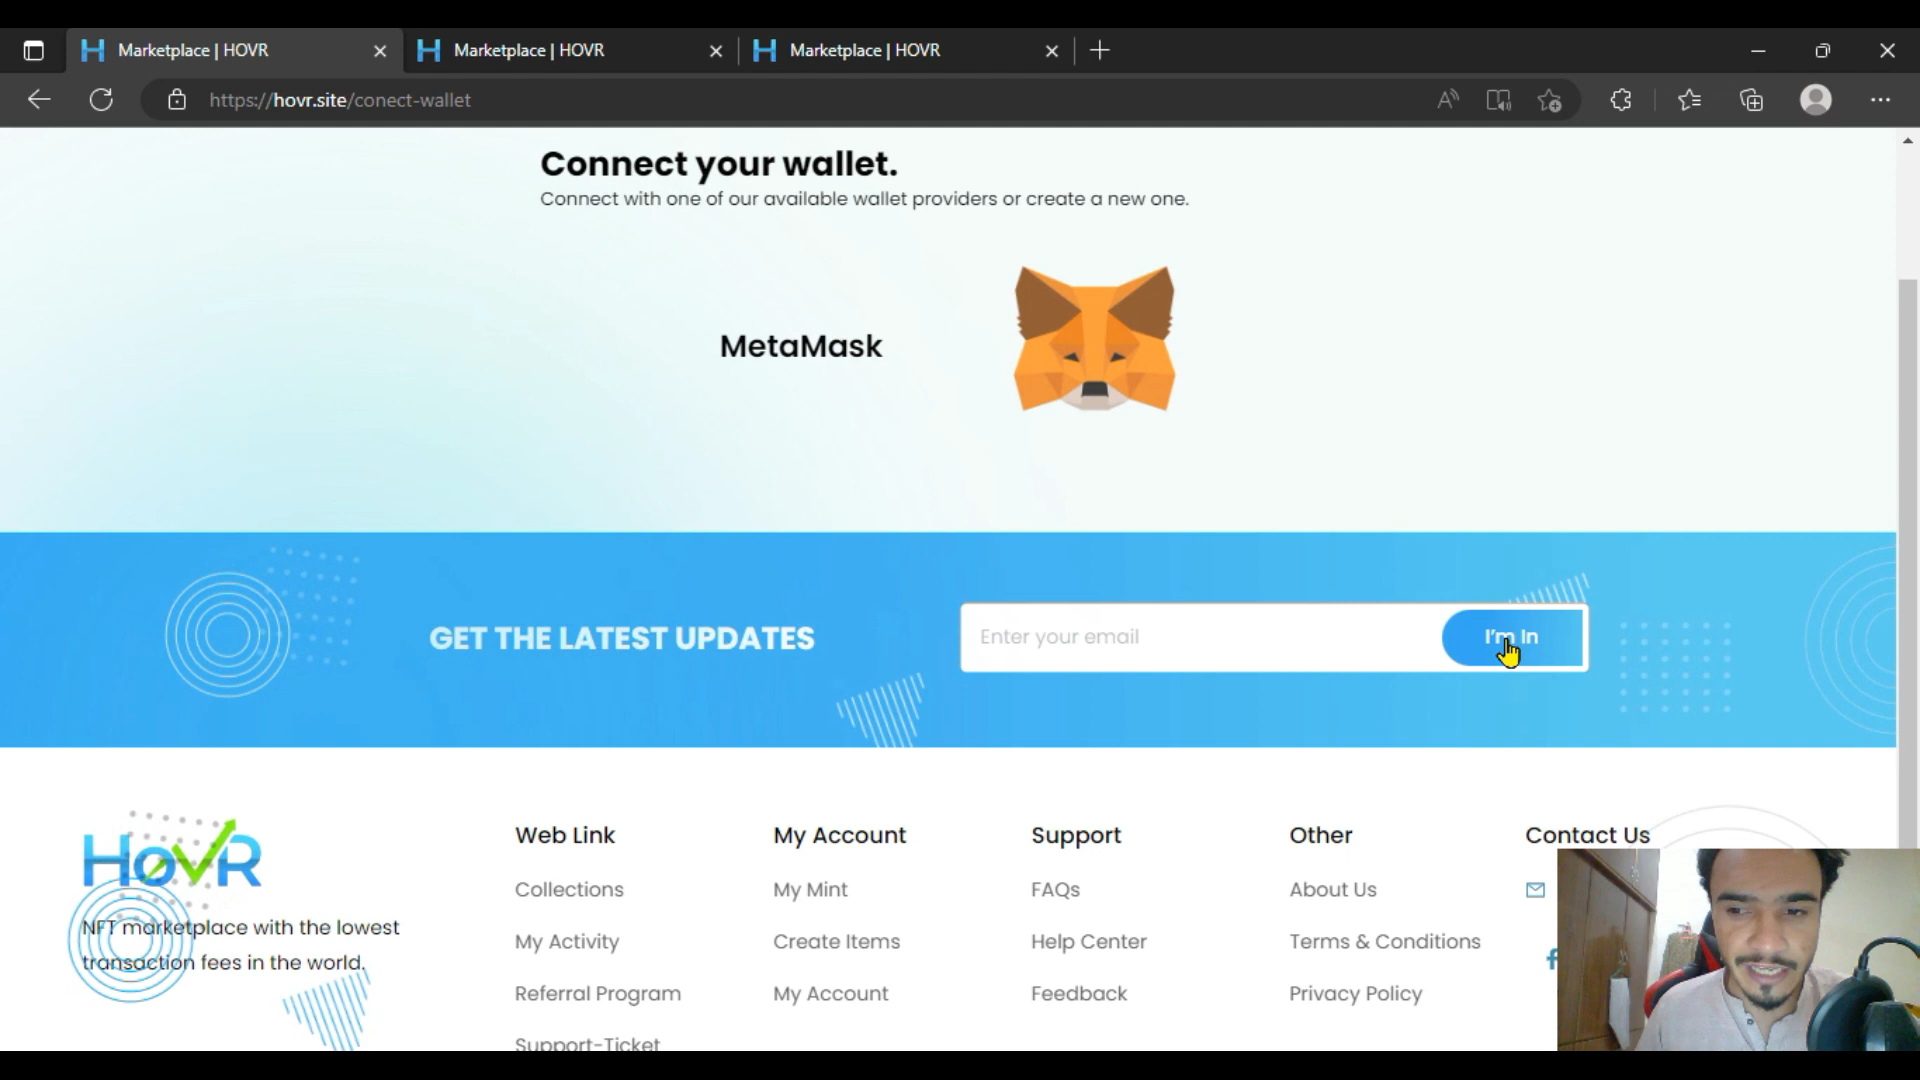 Marketplace | HOVR
Marketplace | HOVR
Marketplace | HOVR
https://hovr.site/conect-wallet
Connect your wallet.
Connect with one of our available wallet providers or create a new one.
MetaMask
GET THE LATEST UPDATES
Enter your email
I'm In
HovR
NFT marketplace with the lowest
transaction fees in the world.
Web Link
Collections
My Activity
Referral Program
Support-Ticket
My Account
My Mint
Create Items
My Account
Support
FAQs
Help Center
Feedback
Other
About Us
Terms & Conditions
Privacy Policy
Contact Us